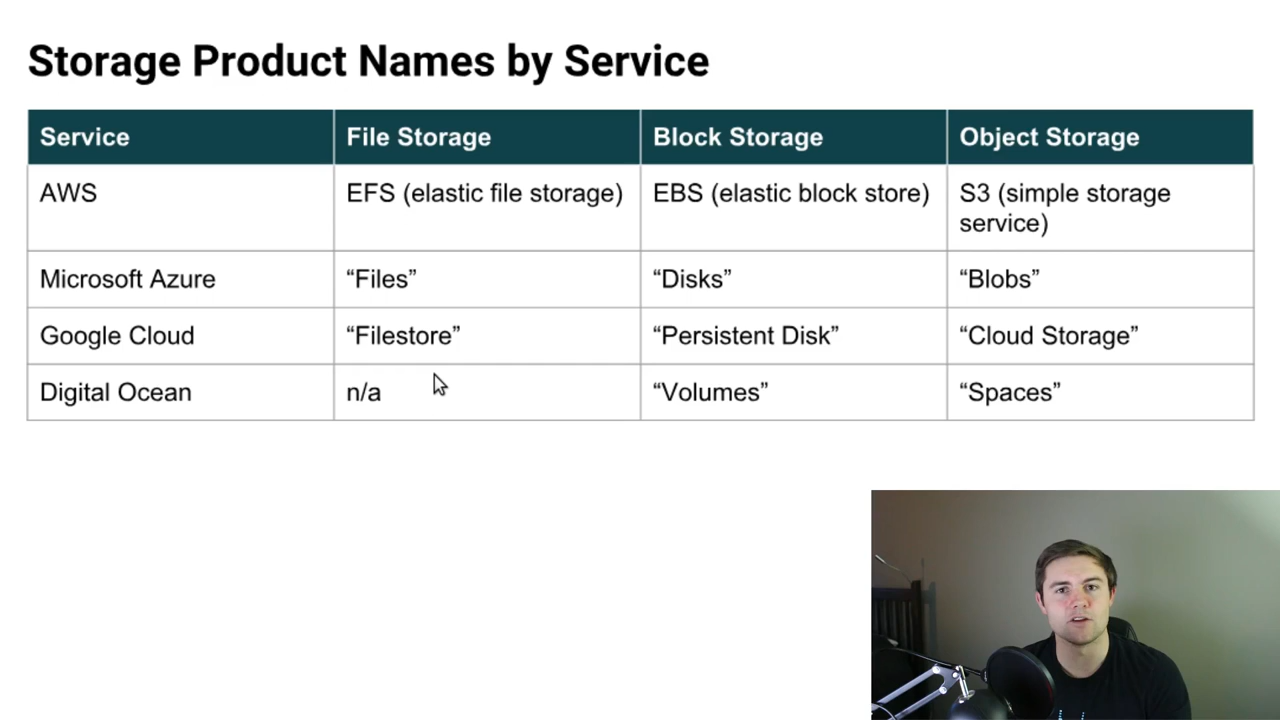 Storage Product Names by Service
Service File Storage Block Storage Object Storage
AWS EFS (elastic file storage) EBS (elastic block store) S3 (simple storage
service)
Microsoft Azure “Files” “Disks” “Blobs”
Google Cloud “Filestore” “Persistent Disk” “Cloud Storage”
Digital Ocean n/a “Volumes” “Spaces”